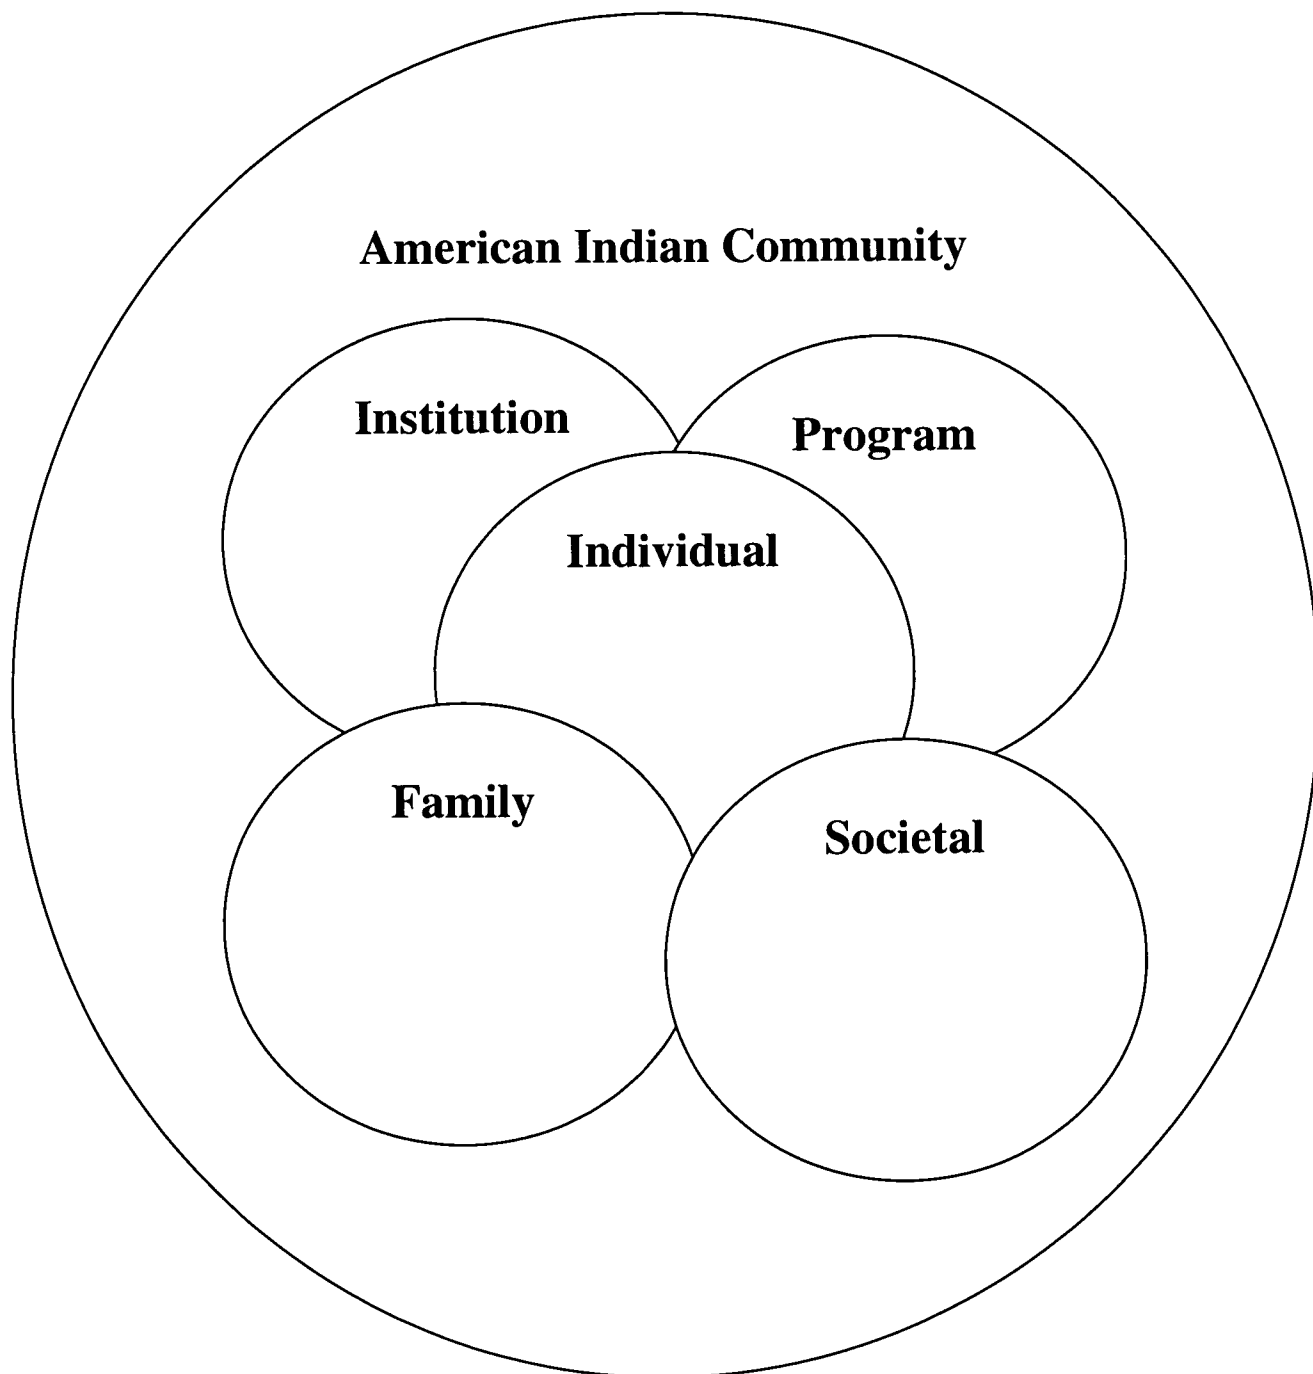 American Indian Community
Institution
Program
Individual
Family
Societal